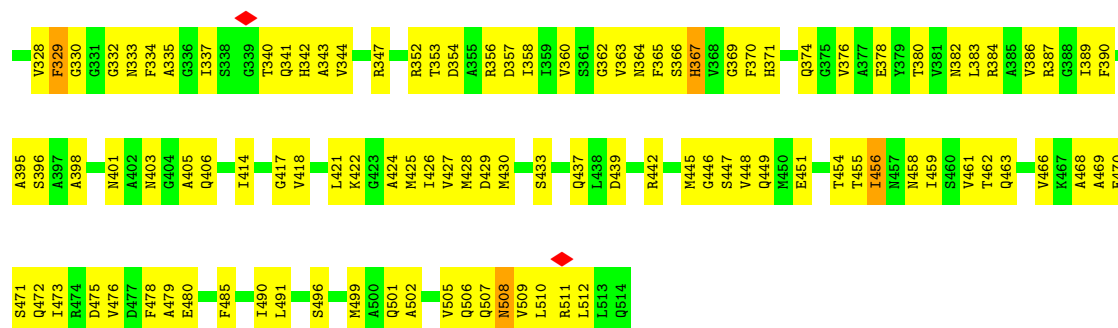 V328 F329 G330 G331 G332 N333 F334 A335 G336 I337 S338 G339 T340 Q341 H342 A343 V344 R347 R352 T353 D354 A355 R356 D357 I358 I359 V360 S361 G362 V363 N364 F365 S366 H367 V368 G369 F370 H371 Q374 G375 V376 A377 E378 Y379 T380 V381 N382 L383 R384 A385 V386 R387 G388 I389 F390
A395 S396 A397 A398 N401 A402 N403 G404 A405 Q406 I414 G417 V418 L421 K422 G423 A424 M425 I426 V427 M428 D429 M430 S433 Q437 L438 D439 R442 M445 G446 S447 V448 Q449 M450 E451 T454 T455 I456 N457 N458 I459 S460 V461 T462 Q463 V466 K467 A468 A469
S471 Q472 I473 R474 D475 V476 D477 F478 A479 E480 F485 I490 L491 S496 M499 A500 Q501 A502 V505 Q506 Q507 N508 V509 L510 R511 L512 L513 Q514